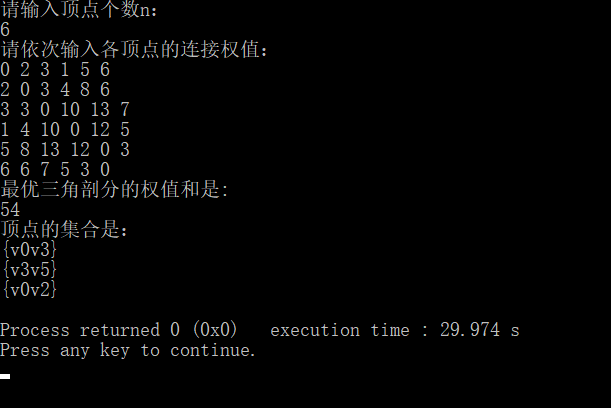 请输入顶点个数n：
6
请依次输入各顶点的连接权值：
0 2 3 1 5 6
2 0 3 4 8 6
3 3 0 10 13 7
1 4 10 0 12 5
5 8 13 12 0 3
6 6 7 5 3 0
最优三角剖分的权值和是：
54
顶点的集合是：
{v0v3}
{v3v5}
{v0v2}
Process returned 0 (0x0)   execution time : 29.974 s
Press any key to continue.